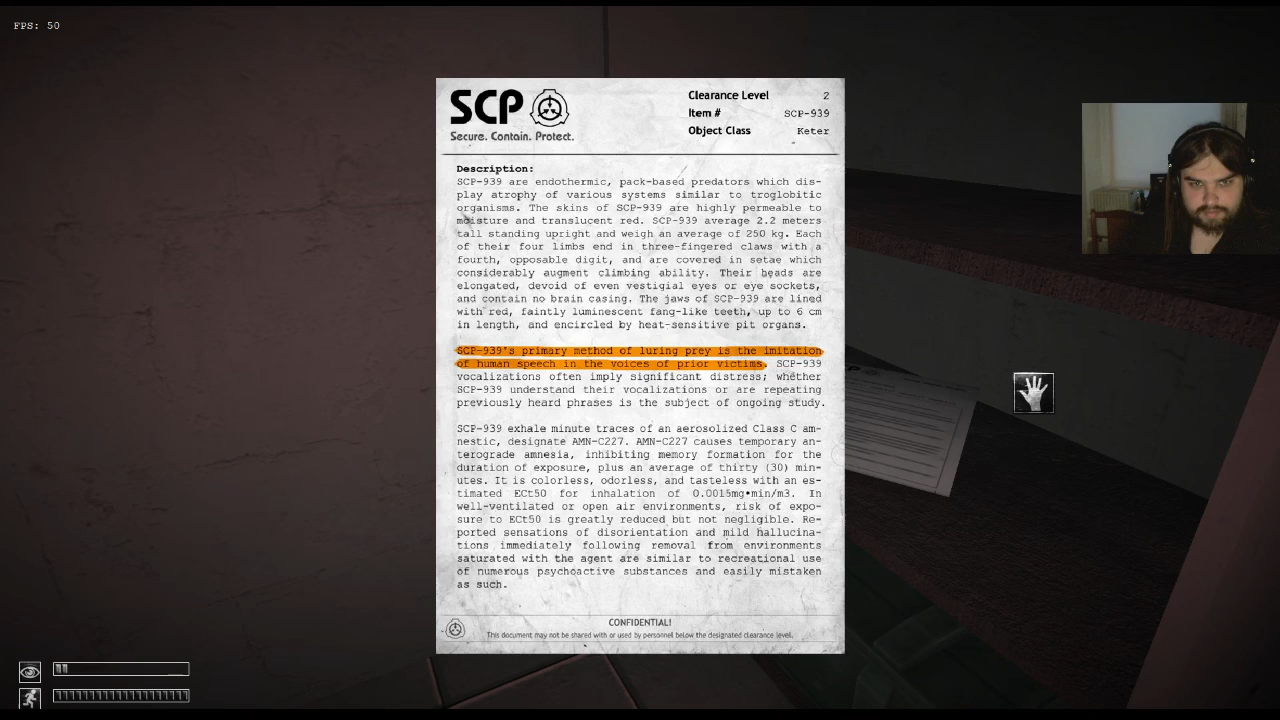 FPS: 50
SCP
Secure. Contain. Protect.
Clearance Level 2
Item # SCP-939
Object Class Keter
Description:
SCP-939 are endothermic, pack-based predators which dis-
play atrophy of various systems similar to troglobitic
organisms. The skins of SCP-939 are highly permeable to
moisture and translucent red. SCP-939 average 2.2 meters
tall standing upright and weigh an average of 250 kg. Each
of their four limbs end in three-fingered claws with a
fourth, opposable digit, and are covered in setae which
considerably augment climbing ability. Their heads are
elongated, devoid of even vestigial eyes or eye sockets,
and contain no brain casing. The jaws of SCP-939 are lined
with red, faintly luminescent fang-like teeth, up to 6 cm
in length, and encircled by heat-sensitive pit organs.
SCP-939's primary method of luring prey is the imitation
of human speech in the voices of prior victims. SCP-939
vocalizations often imply significant distress; whether
SCP-939 understand their vocalizations or are repeating
previously heard phrases is the subject of ongoing study.
SCP-939 exhale minute traces of an aerosolized Class C am-
nestic, designate AMN-C227. AMN-C227 causes temporary an-
terograde amnesia, inhibiting memory formation for the
duration of exposure, plus an average of thirty (30) min-
utes. It is colorless, odorless, and tasteless with an es-
timated ECt50 for inhalation of 0.0015mg•min/m3. In
well-ventilated or open air environments, risk of expo-
sure to ECt50 is greatly reduced but not negligible. Re-
ported sensations of disorientation and mild hallucina-
tions immediately following removal from environments
saturated with the agent are similar to recreational use
of numerous psychoactive substances and easily mistaken
as such.
CONFIDENTIAL!
This document may not be shared with or used by personnel below the designated clearance level.